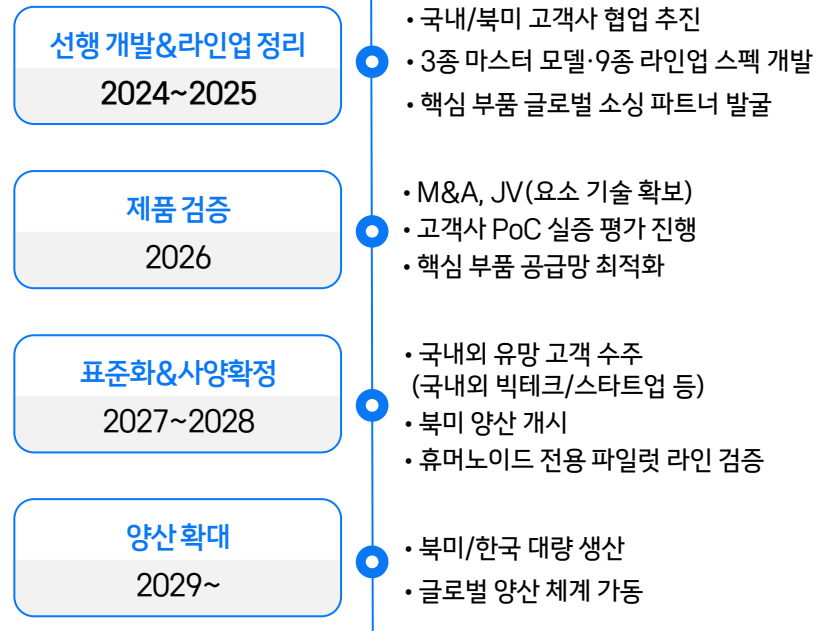 선행 개발&라인업 정리
2024~2025
• 국내/북미 고객사 협업 추진
• 3종 마스터 모델·9종 라인업 스펙 개발
• 핵심 부품 글로벌 소싱 파트너 발굴
제품 검증
2026
• M&A, JV(요소 기술 확보)
• 고객사 PoC 실증 평가 진행
• 핵심 부품 공급망 최적화
표준화&사양확정
2027~2028
• 국내외 유망 고객 수주
(국내외 빅테크/스타트업 등)
• 북미 양산 개시
• 휴머노이드 전용 파일럿 라인 검증
양산 확대
2029~
• 북미/한국 대량 생산
• 글로벌 양산 체계 가동